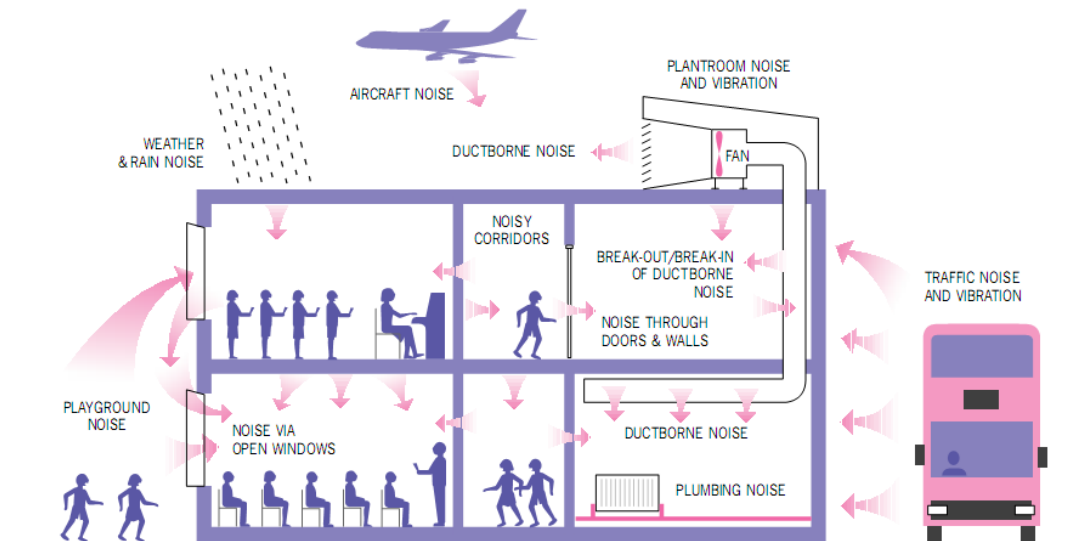 PLANTROOM NOISE
AND VIBRATION
AIRCRAFT NOISE
WEATHER
& RAIN NOISE
DUCTBORNE NOISE
FAN
NOISY
CORRIDORS
BREAK-OUT/BREAK-IN
OF DUCTBORNE
NOISE
TRAFFIC NOISE
AND VIBRATION
NOISE THROUGH
DOORS & WALLS
PLAYGROUND
NOISE
NOISE VIA
OPEN WINDOWS
DUCTBORNE NOISE
PLUMBING NOISE